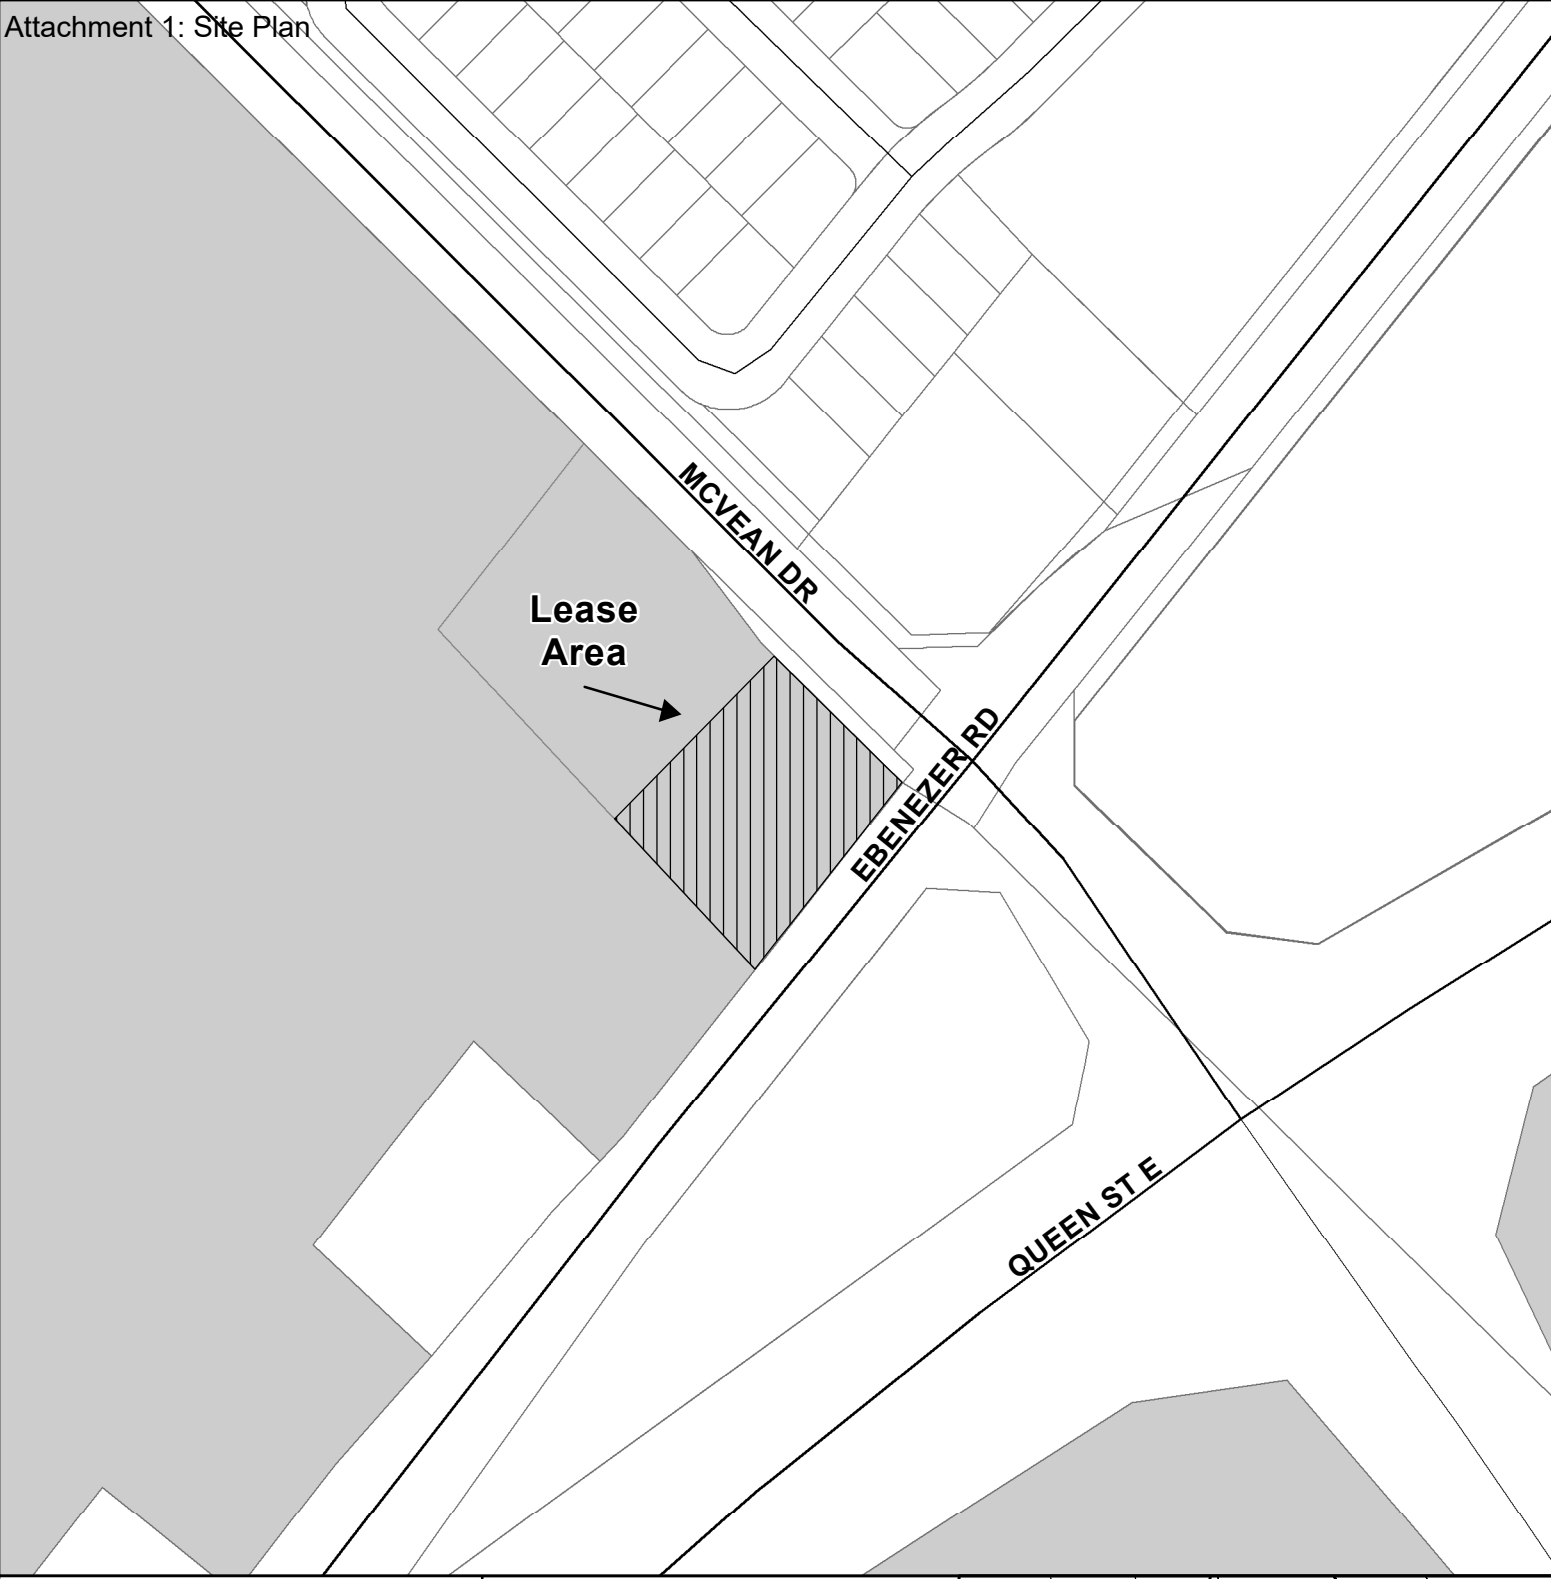 Attachment 1: Site Plan
MCVEAN DR
Lease
Area
EBENEZER RD
QUEEN ST E